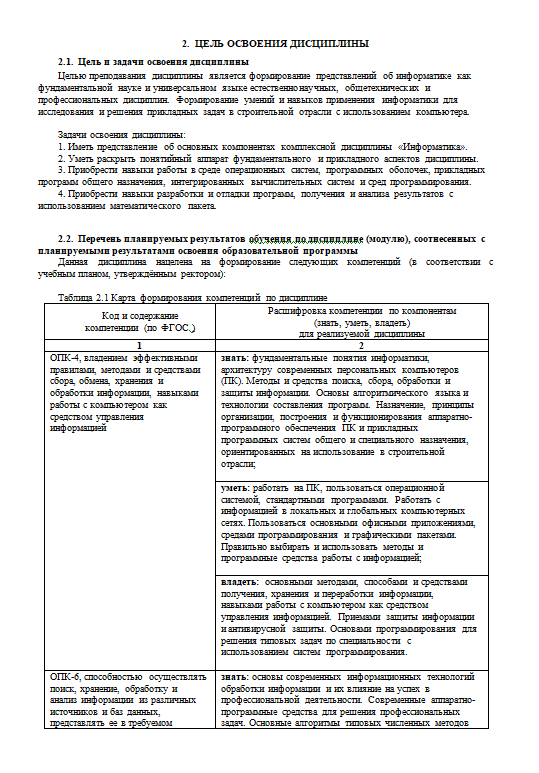 2. ЦЕЛЬ ОСВОЕНИЯ ДИСЦИПЛИНЫ
2.1. Цель и задачи освоения дисциплины
Целью преподавания дисциплины является формирование представлений об информатике как
фундаментальной науке и универсальном языке естественнонаучных, общетехнических и
профессиональных дисциплин. Формирование умений и навыков применения информатики для
исследования и решения прикладных задач в строительной отрасли с использованием компьютера.
Задачи освоения дисциплины:
1. Иметь представление об основных компонентах комплексной дисциплины «Информатика».
2. Уметь раскрыть понятийный аппарат фундаментального и прикладного аспектов дисциплины.
3. Приобрести навыки работы в среде операционных систем, программных оболочек, прикладных
программ общего назначения, интегрированных вычислительных систем и сред программирования.
4. Приобрести навыки разработки и отладки программ, получения и анализа результатов с
использованием математического пакета.
2.2. Перечень планируемых результатов обучения по дисциплине (модулю), соотнесенных с
планируемыми результатами освоения образовательной программы
Данная дисциплина нацелена на формирование следующих компетенций (в соответствии с
учебным планом, утверждённым ректором):
Таблица 2.1 Карта формирования компетенций по дисциплине
Код и содержание
компетенции (по ФГОС,)
Расшифровка компетенции по компонентам
(знать, уметь, владеть)
для реализуемой дисциплины
1
2
ОПК-4, владением эффективными
правилами, методами и средствами
сбора, обмена, хранения и
обработки информации, навыками
работы с компьютером как
средством управления
информацией
знать: фундаментальные понятия информатики,
архитектуру современных персональных компьютеров
(ПК). Методы и средства поиска, сбора, обработки и
защиты информации. Основы алгоритмического языка и
технологии составления программ. Назначение, принципы
организации, построения и функционирования аппаратно-
программного обеспечения ПК и прикладных
программных систем общего и специального назначения,
ориентированных на использование в строительной
отрасли;
уметь: работать на ПК, пользоваться операционной
системой, стандартными программами. Работать с
информацией в локальных и глобальных компьютерных
сетях. Пользоваться основными офисными приложениями,
средами программирования и графическими пакетами.
Правильно выбирать и использовать методы и
программные средства работы с информацией;
владеть: основными методами, способами и средствами
получения, хранения и переработки информации,
навыками работы с компьютером как средством
управления информацией. Приемами защиты информации
и антивирусной защиты. Основами программирования для
решения типовых задач по специальности с
использованием систем программирования.
ОПК-6, способностью осуществлять
поиск, хранение, обработку и
анализ информации из различных
источников и баз данных,
представлять ее в требуемом
знать: основы современных информационных технологий
обработки информации и их влияние на успех в
профессиональной деятельности. Современные аппаратно-
программные средства для решения профессиональных
задач. Основные алгоритмы типовых численных методов